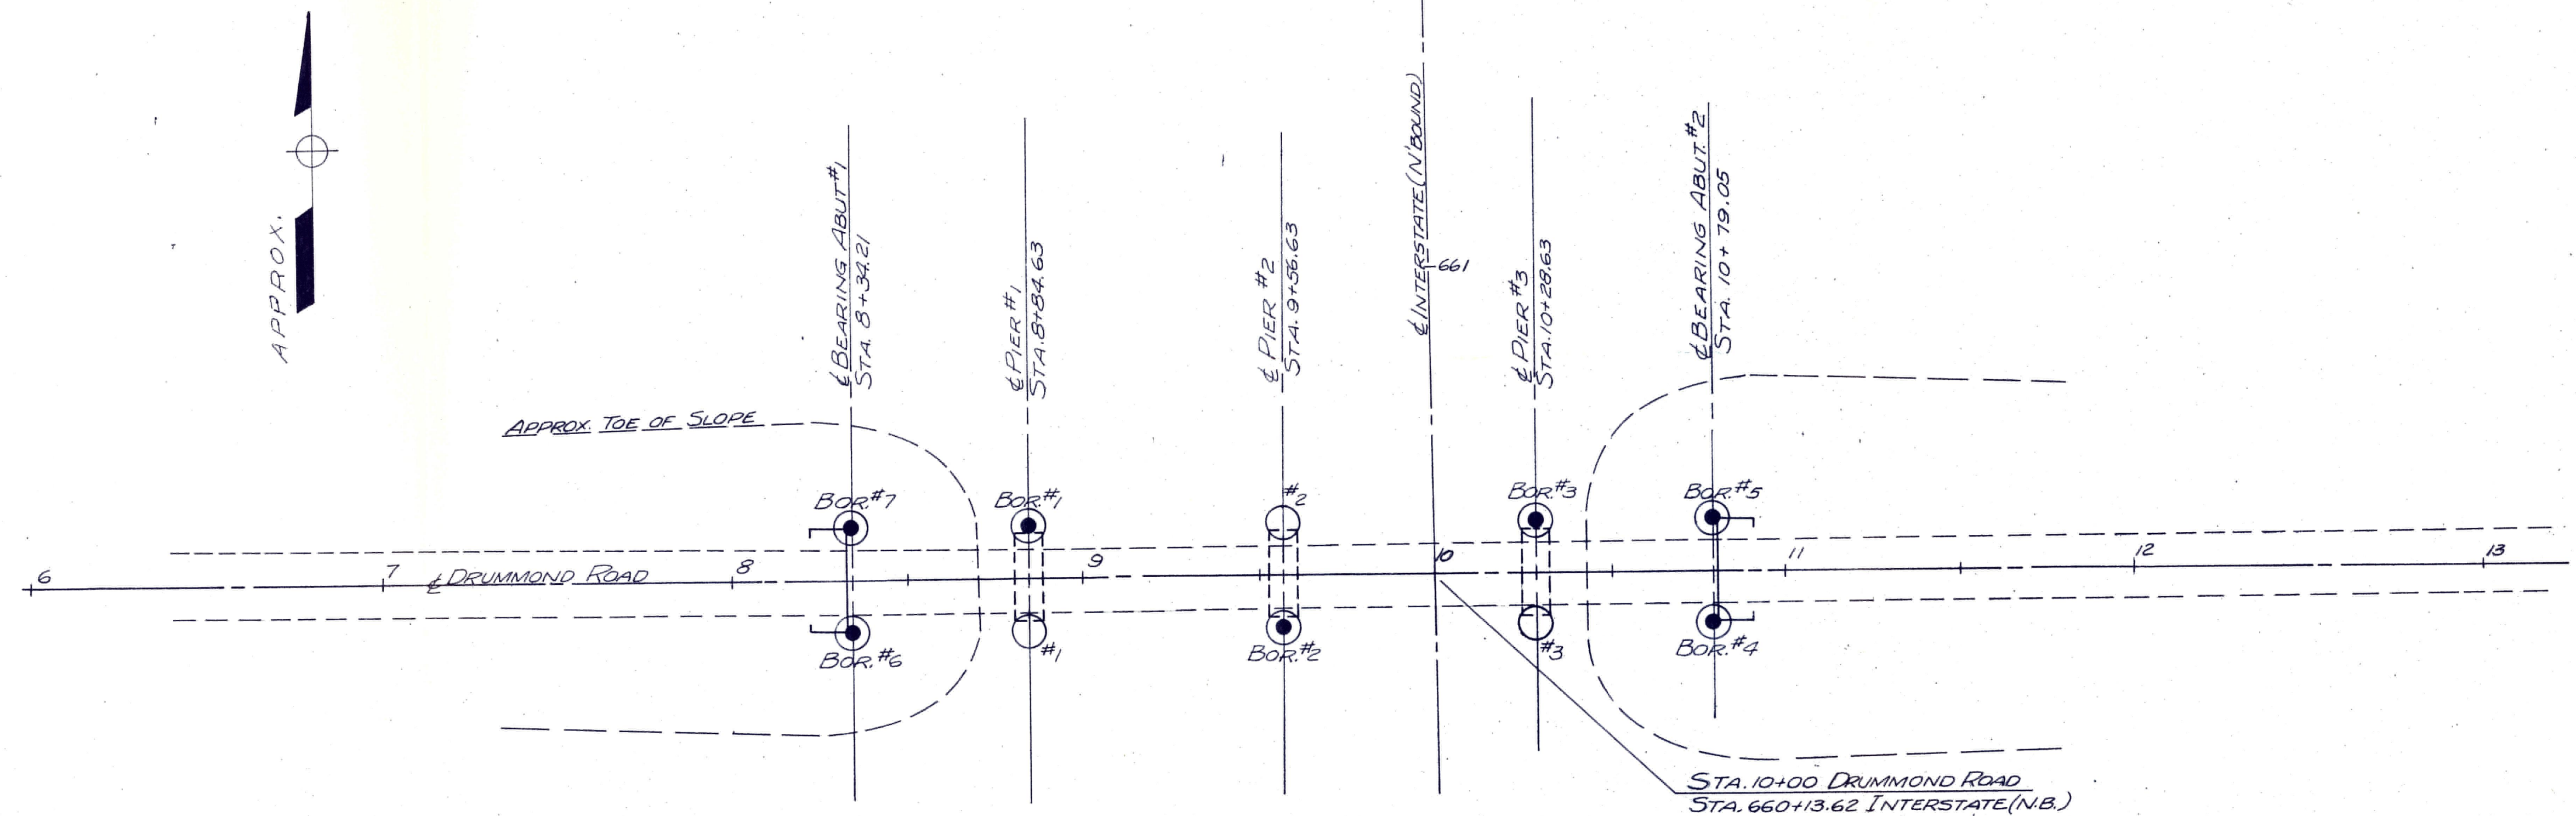 APPROX.
℄ BEARING ABUT. #1
STA. 8+34.21
℄ PIER #1
STA. 8+84.63
℄ PIER #2
STA. 9+56.63
℄ INTERSTATE (N'BOUND)
661
℄ PIER #3
STA. 10+28.63
℄ BEARING ABUT. #2
STA. 10+79.05
APPROX. TOE OF SLOPE
BOR. #7
BOR. #1
#2
BOR. #3
BOR. #5
6
7
℄ DRUMMOND ROAD
8
9
10
11
12
13
BOR. #6
#1
BOR. #2
#3
BOR. #4
STA. 10+00 DRUMMOND ROAD
STA. 660+13.62 INTERSTATE (N.B.)